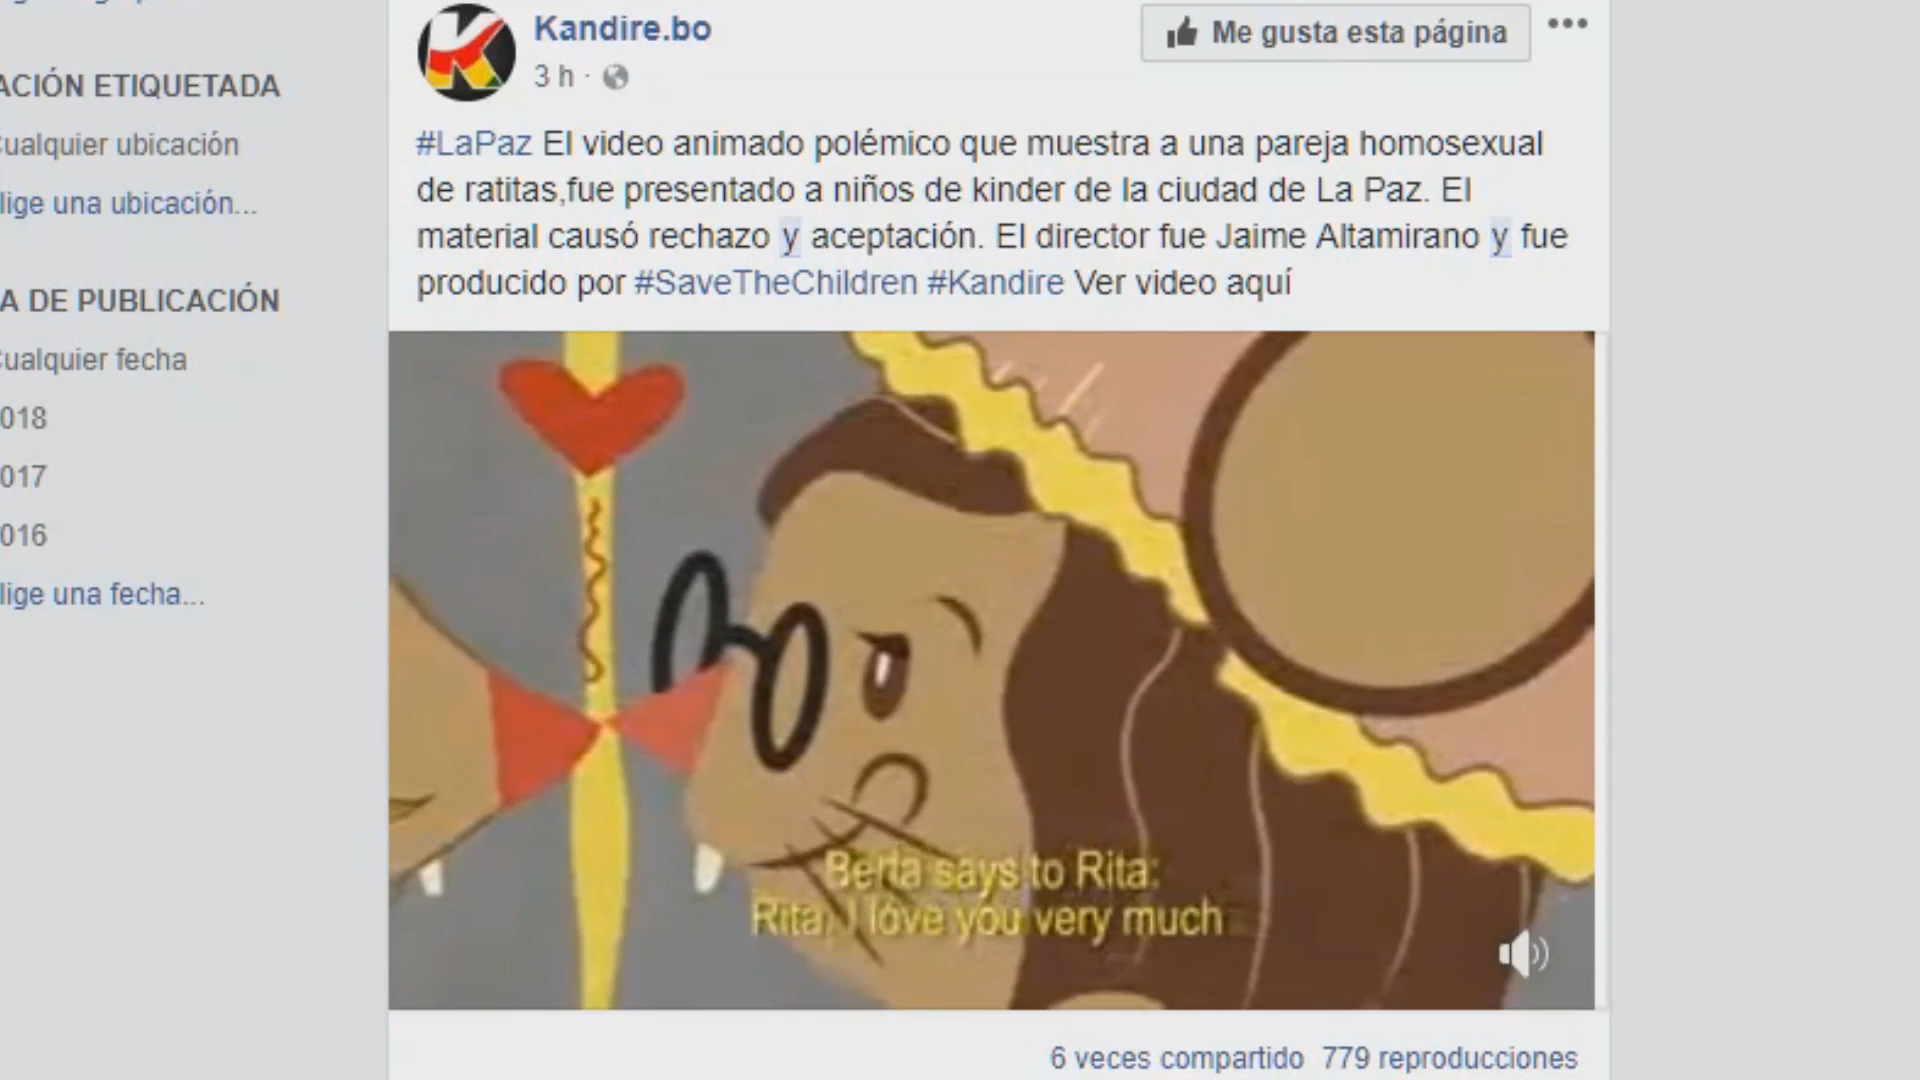 ACIÓN ETIQUETADA
ualquier ubicación
lige una ubicación...
A DE PUBLICACIÓN
ualquier fecha
018
017
016
lige una fecha...
K
Kandire.bo
3 h ·
Me gusta esta página
#LaPaz El video animado polémico que muestra a una pareja homosexual
de ratitas,fue presentado a niños de kinder de la ciudad de La Paz. El
material causó rechazo y aceptación. El director fue Jaime Altamirano y fue
producido por #SaveTheChildren #Kandire Ver video aquí
Berta says to Rita:
Rita, I love you very much
6 veces compartido 779 reproducciones